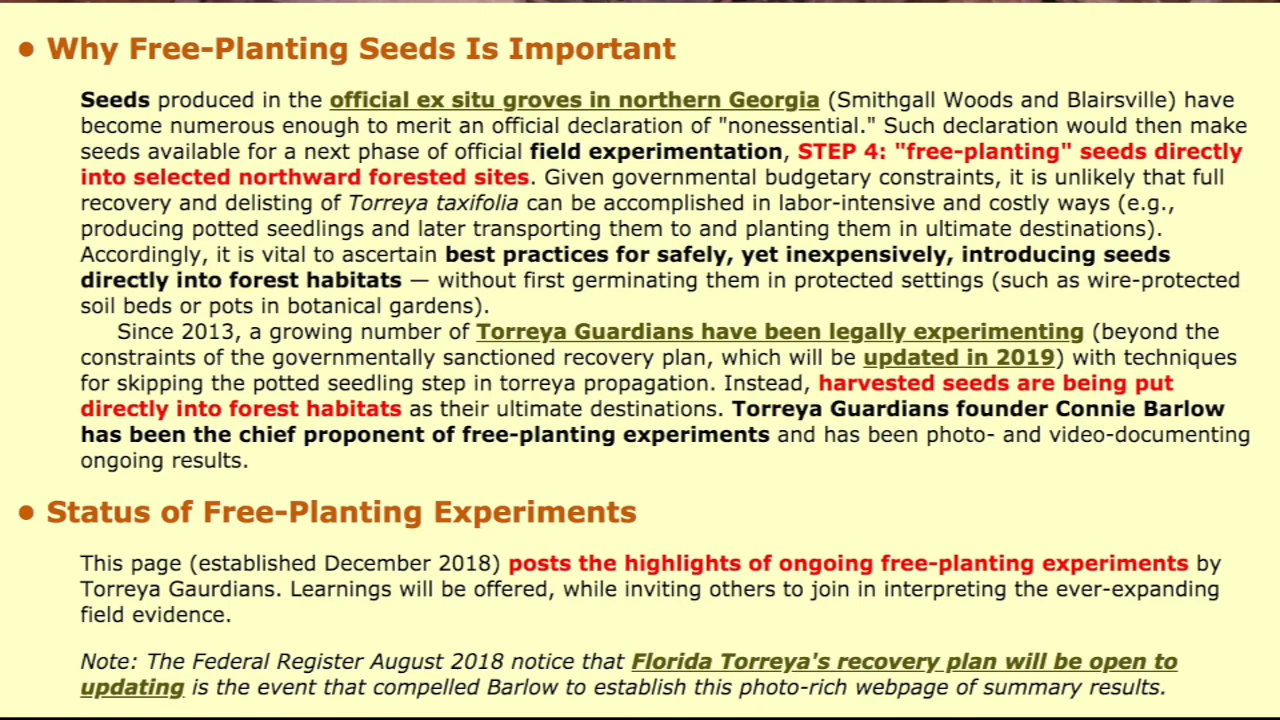 • Why Free-Planting Seeds Is Important
Seeds produced in the official ex situ groves in northern Georgia (Smithgall Woods and Blairsville) have
become numerous enough to merit an official declaration of "nonessential." Such declaration would then make
seeds available for a next phase of official field experimentation, STEP 4: "free-planting" seeds directly
into selected northward forested sites. Given governmental budgetary constraints, it is unlikely that full
recovery and delisting of Torreya taxifolia can be accomplished in labor-intensive and costly ways (e.g.,
producing potted seedlings and later transporting them to and planting them in ultimate destinations).
Accordingly, it is vital to ascertain best practices for safely, yet inexpensively, introducing seeds
directly into forest habitats — without first germinating them in protected settings (such as wire-protected
soil beds or pots in botanical gardens).
Since 2013, a growing number of Torreya Guardians have been legally experimenting (beyond the
constraints of the governmentally sanctioned recovery plan, which will be updated in 2019) with techniques
for skipping the potted seedling step in torreya propagation. Instead, harvested seeds are being put
directly into forest habitats as their ultimate destinations. Torreya Guardians founder Connie Barlow
has been the chief proponent of free-planting experiments and has been photo- and video-documenting
ongoing results.
• Status of Free-Planting Experiments
This page (established December 2018) posts the highlights of ongoing free-planting experiments by
Torreya Gaurdians. Learnings will be offered, while inviting others to join in interpreting the ever-expanding
field evidence.
Note: The Federal Register August 2018 notice that Florida Torreya's recovery plan will be open to
updating is the event that compelled Barlow to establish this photo-rich webpage of summary results.